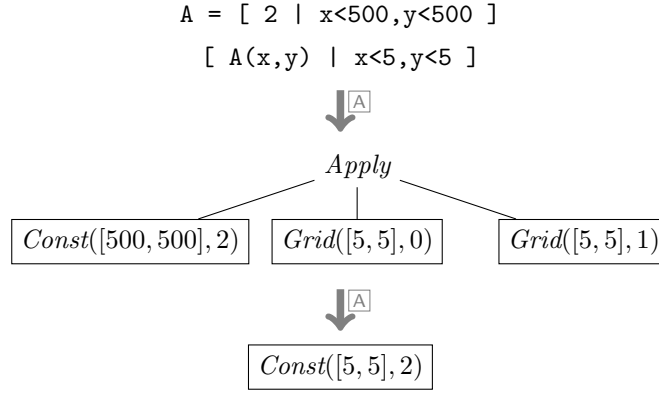 A = [ 2 | x<500,y<500 ]
[ A(x,y) | x<5,y<5 ]
A
Apply
Const([500, 500], 2) Grid([5, 5], 0) Grid([5, 5], 1)
A
Const([5, 5], 2)